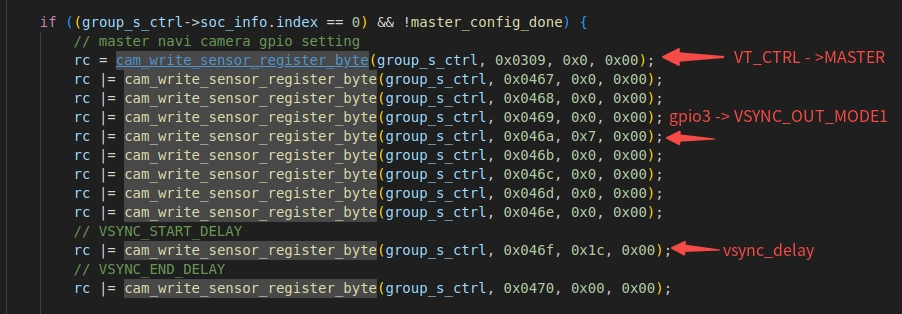 if ((group_s_ctrl->soc_info.index == 0) && !master_config_done) {
// master navi camera gpio setting
rc = cam_write_sensor_register_byte(group_s_ctrl, 0x0309, 0x0, 0x00); VT_CTRL - >MASTER
rc |= cam_write_sensor_register_byte(group_s_ctrl, 0x0467, 0x0, 0x00);
rc |= cam_write_sensor_register_byte(group_s_ctrl, 0x0468, 0x0, 0x00);
rc |= cam_write_sensor_register_byte(group_s_ctrl, 0x0469, 0x0, 0x00); gpio3 -> VSYNC_OUT_MODE1
rc |= cam_write_sensor_register_byte(group_s_ctrl, 0x046a, 0x7, 0x00);
rc |= cam_write_sensor_register_byte(group_s_ctrl, 0x046b, 0x0, 0x00);
rc |= cam_write_sensor_register_byte(group_s_ctrl, 0x046c, 0x0, 0x00);
rc |= cam_write_sensor_register_byte(group_s_ctrl, 0x046d, 0x0, 0x00);
rc |= cam_write_sensor_register_byte(group_s_ctrl, 0x046e, 0x0, 0x00);
// VSYNC_START_DELAY
rc |= cam_write_sensor_register_byte(group_s_ctrl, 0x046f, 0x1c, 0x00); vsync_delay
// VSYNC_END_DELAY
rc |= cam_write_sensor_register_byte(group_s_ctrl, 0x0470, 0x00, 0x00);